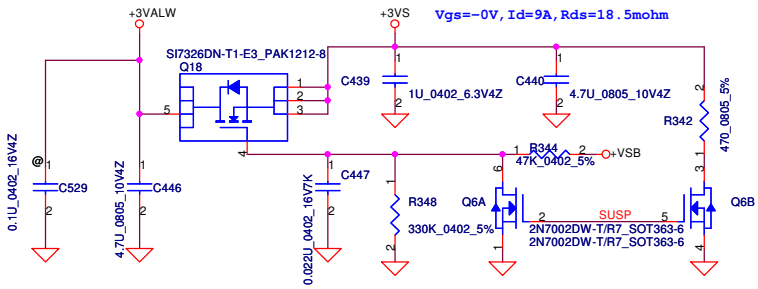 +3VALW
+3VS
Vgs=-0V,Id=9A,Rds=18.5mohm
SI7326DN-T1-E3_PAK1212-8
Q18
1
2
3
5
4
C439
1
2
1U_0402_6.3V4Z
C440
1
2
4.7U_0805_10V4Z
R342
2
1
470_0805_5%
@
1
2
C529
0.1U_0402_16V4Z
1
2
C446
4.7U_0805_10V4Z
1
2
C447
0.022U_0402_16V7K
1
2
R348
330K_0402_5%
1
R344
2
47K_0402_5%
+VSB
6
Q6A
1
2
SUSP
5
2N7002DW-T/R7_SOT363-6
2N7002DW-T/R7_SOT363-6
3
Q6B
4